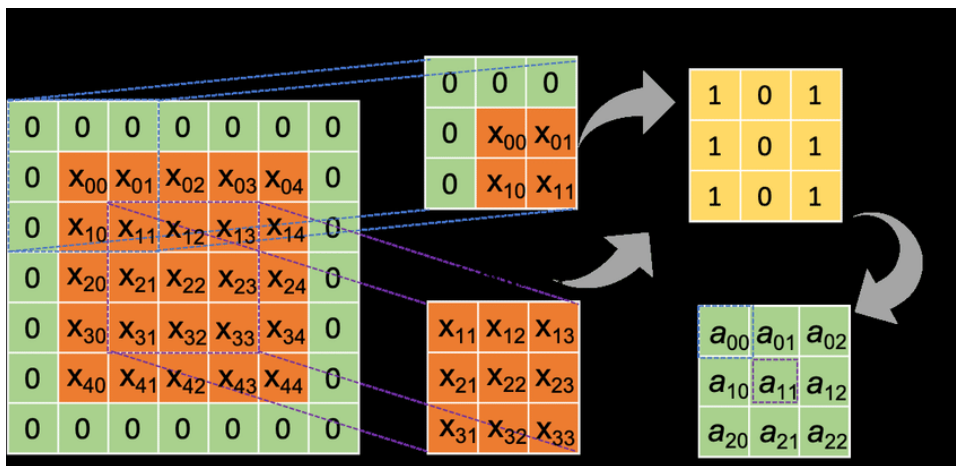 0 0 0 0 0 0 0
0 x00 x01 x02 x03 x04 0
0 x10 x11 x12 x13 x14 0
0 x20 x21 x22 x23 x24 0
0 x30 x31 x32 x33 x34 0
0 x40 x41 x42 x43 x44 0
0 0 0 0 0 0 0
0 0 0
0 x00 x01
0 x10 x11
x11 x12 x13
x21 x22 x23
x31 x32 x33
1 0 1
1 0 1
1 0 1
a00 a01 a02
a10 a11 a12
a20 a21 a22